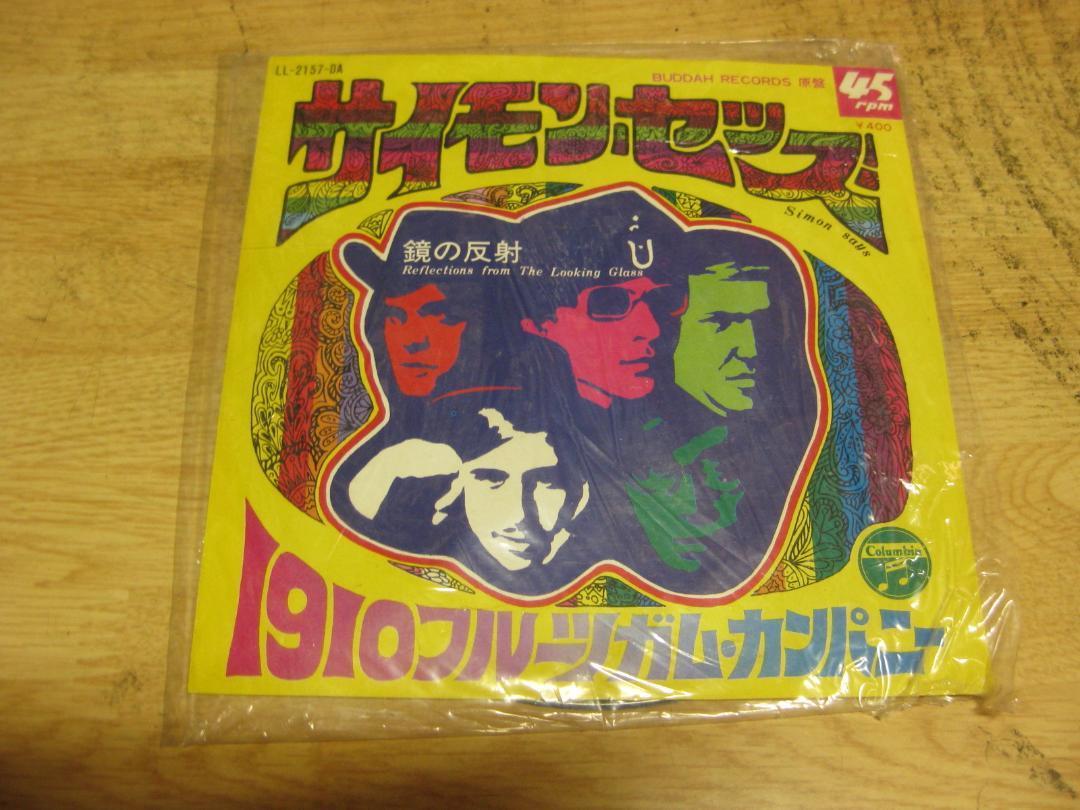 LL-2157-DA
BUDDAH RECORDS 原盤
45 rpm
¥400
サイモン・セッズ
Simon says
鏡の反射
Reflections from The Looking Glass
Columbia
1910フルーツガム・カンパニー